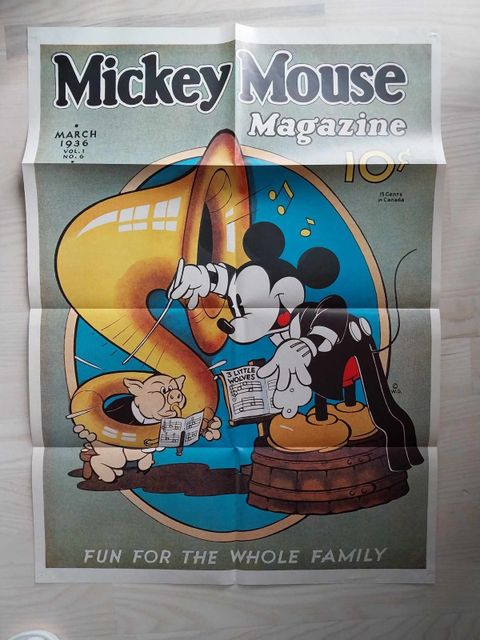 Mickey Mouse
Magazine
MARCH
1936
VOL. 1
NO. 6
10¢
15 Cents
in Canada
3 LITTLE
WOLVES
© W.D.
FUN FOR THE WHOLE FAMILY